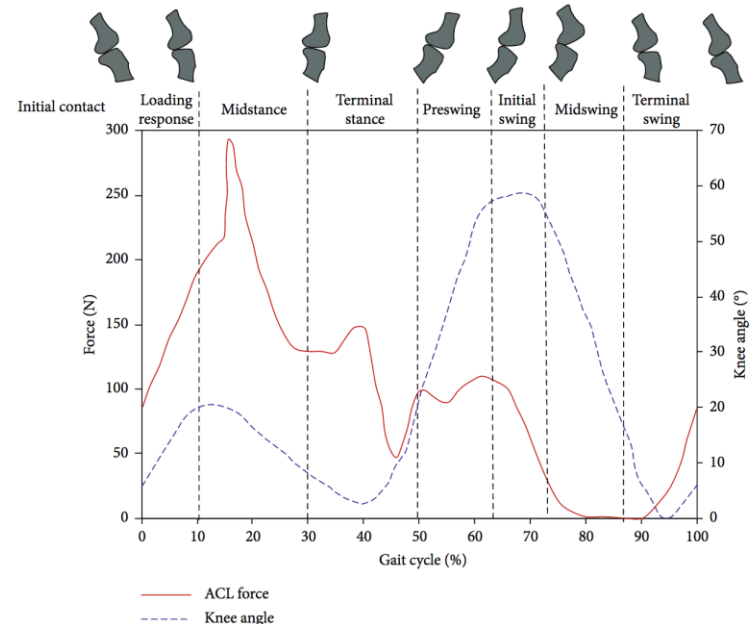 Initial contact
Loading
response
Midstance
Terminal
stance
Preswing
Initial
swing
Midswing
Terminal
swing
300
250
200
150
100
50
0
Force (N)
70
60
50
40
30
20
10
0
Knee angle (°)
0 10 20 30 40 50 60 70 80 90 100
Gait cycle (%)
ACL force
Knee angle